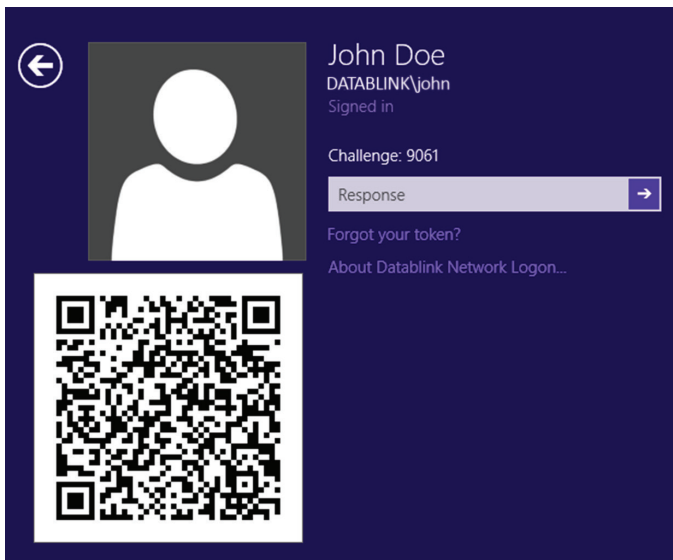 John Doe
DATABLINK\john
Signed in
Challenge: 9061
Response
Forgot your token?
About Datablink Network Logon...